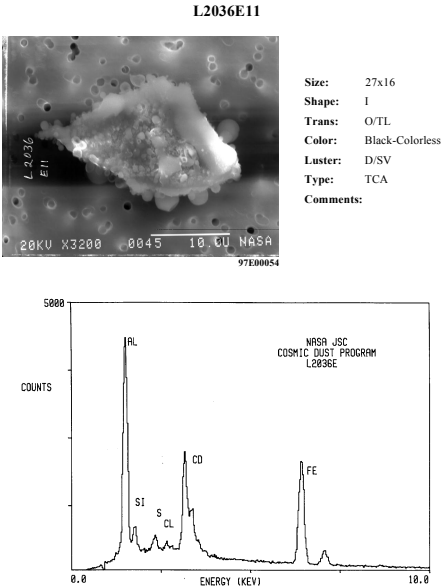 L2036E11
Size: 27x16
Shape: I
Trans: O/TL
Color: Black-Colorless
Luster: D/SV
Type: TCA
Comments:
L2036
E11
20KV X3200 0045 10.0U NASA
97E00054
5000
AL
NASA JSC
COSMIC DUST PROGRAM
L2036E
COUNTS
CD
FE
SI
S
CL
0.0
ENERGY (KEV)
10.0